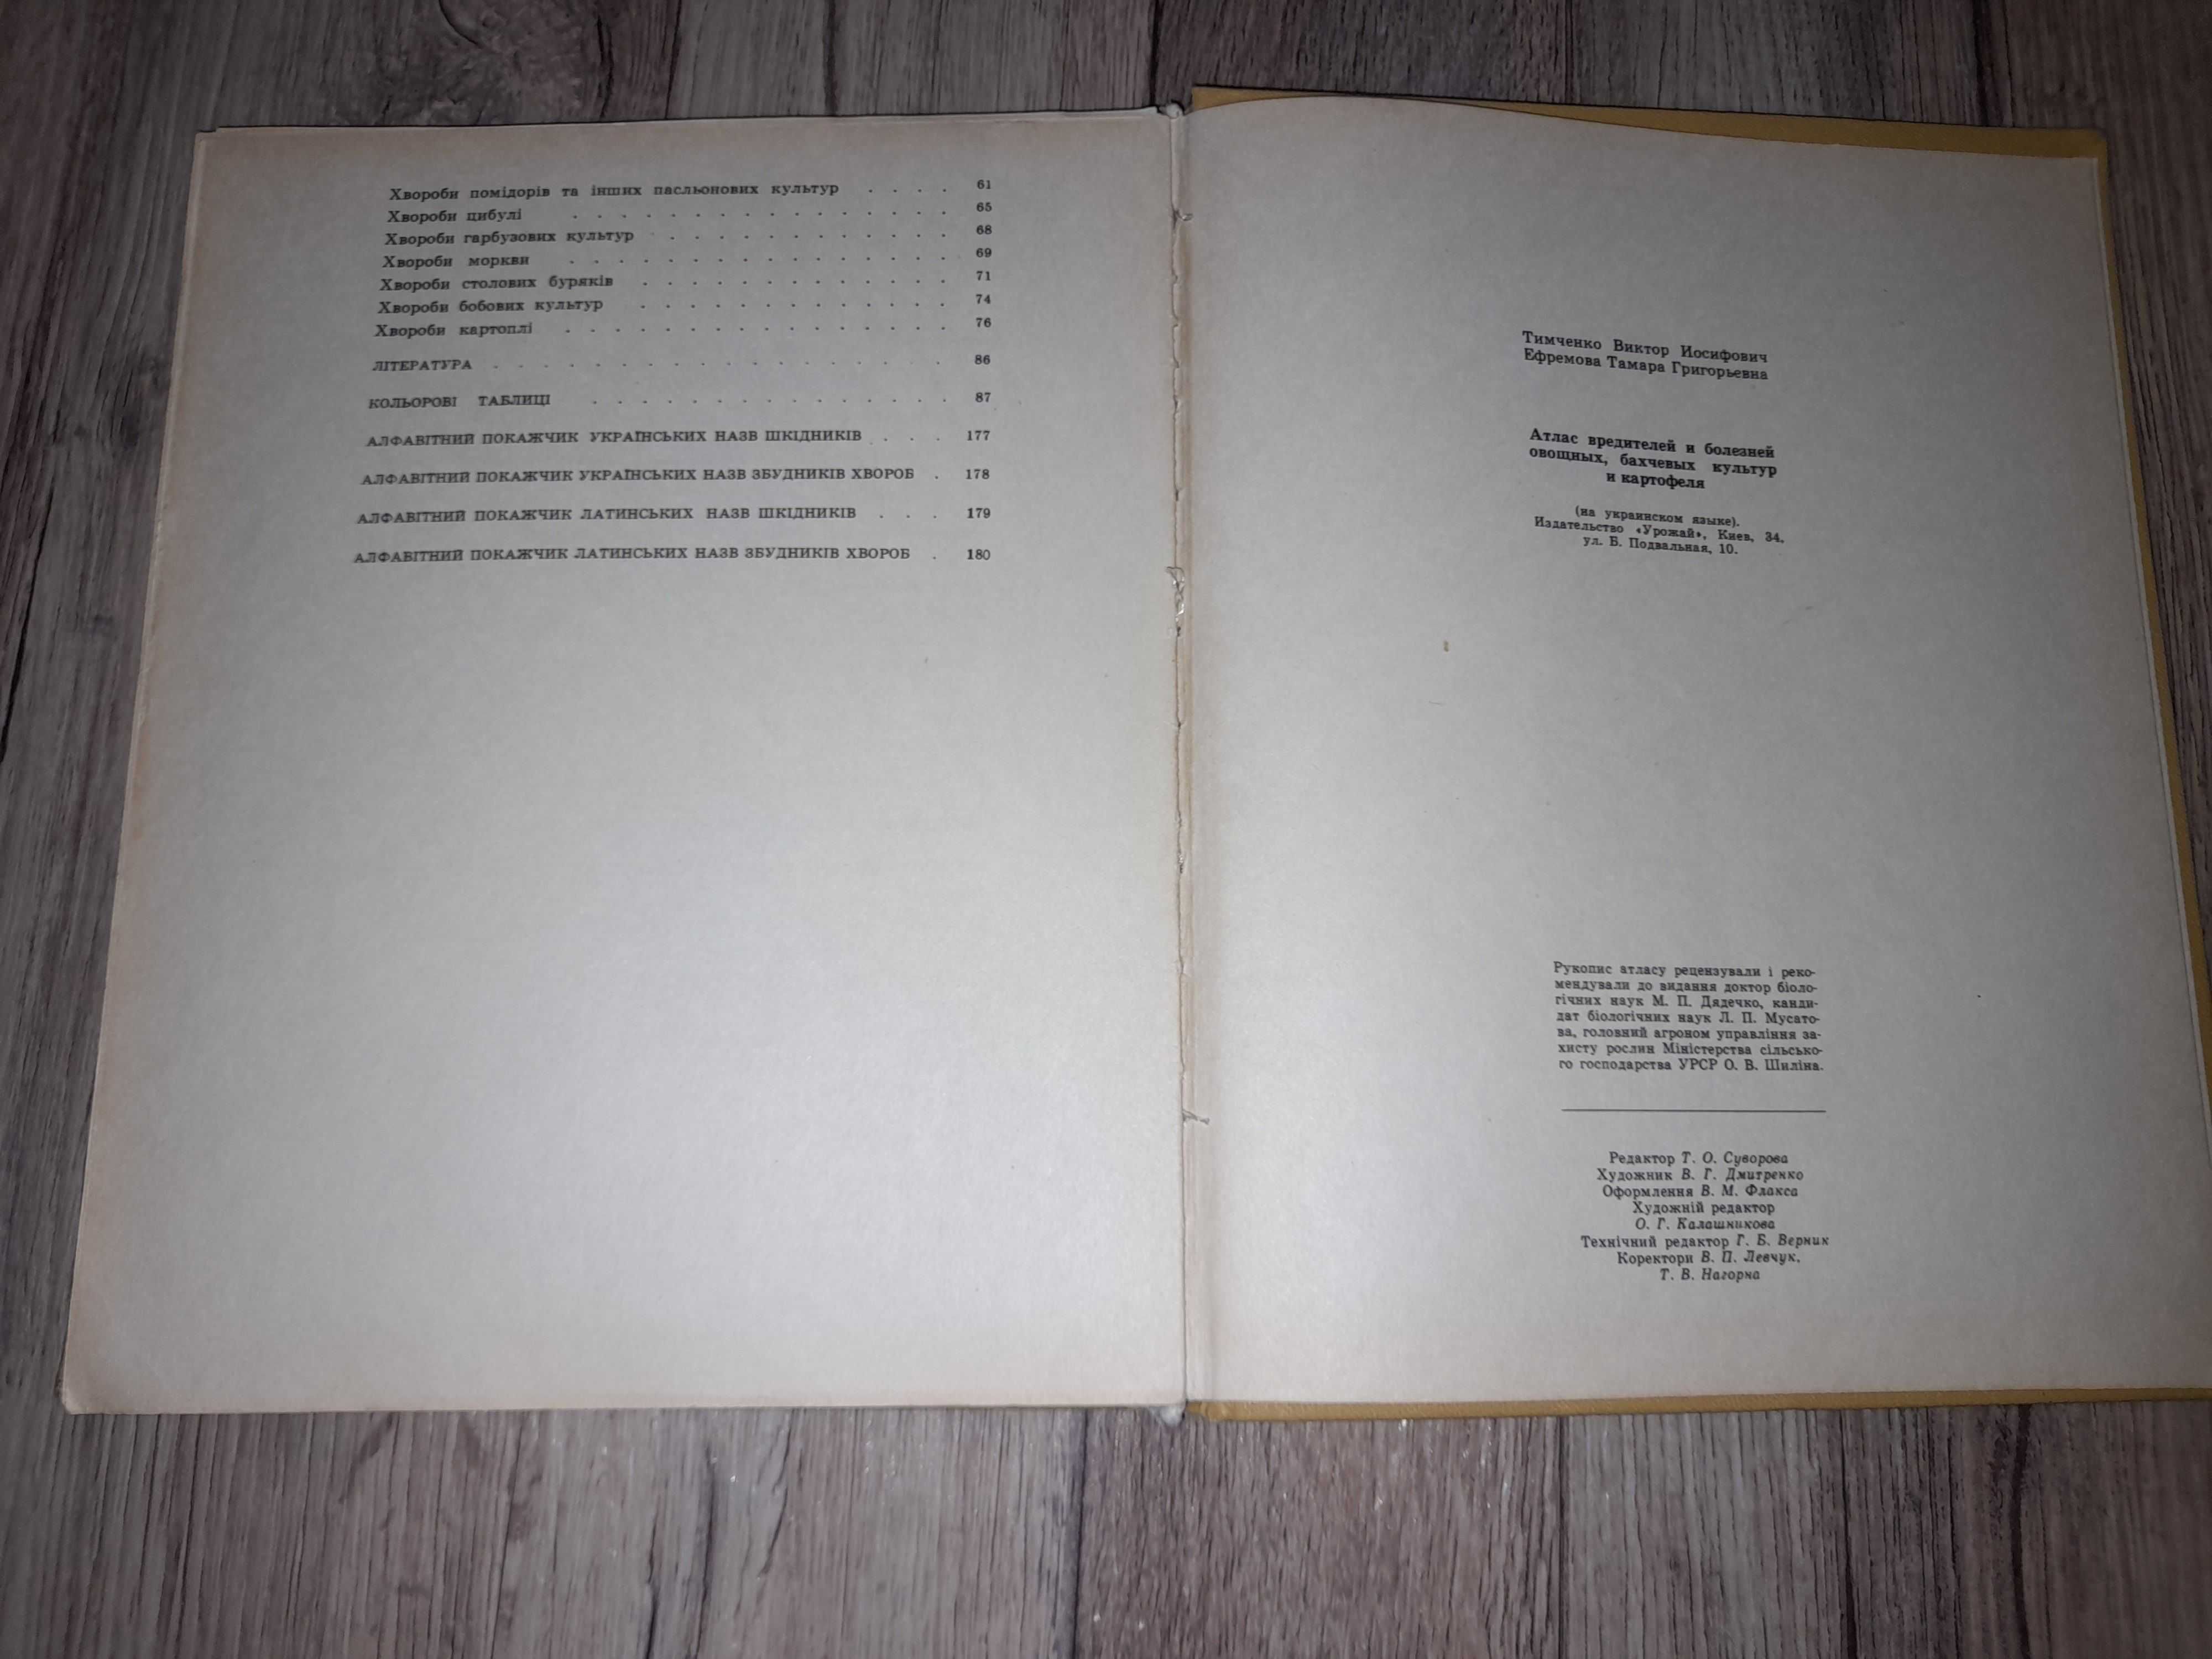 Хвороби помідорів та інших пасльонових культур . . . . 61
Хвороби цибулі . . . . . . . . . . . . . . . . 65
Хвороби гарбузових культур . . . . . . . . . . . . 68
Хвороби моркви . . . . . . . . . . . . . . . . 69
Хвороби столових буряків . . . . . . . . . . . . . 71
Хвороби бобових культур . . . . . . . . . . . . . 74
Хвороби картоплі . . . . . . . . . . . . . . . . 76
ЛІТЕРАТУРА . . . . . . . . . . . . . . . . . 86
КОЛЬОРОВІ ТАБЛИЦІ . . . . . . . . . . . . . . . 87
АЛФАВІТНИЙ ПОКАЖЧИК УКРАЇНСЬКИХ НАЗВ ШКІДНИКІВ . . . 177
АЛФАВІТНИЙ ПОКАЖЧИК УКРАЇНСЬКИХ НАЗВ ЗБУДНИКІВ ХВОРОБ . 178
АЛФАВІТНИЙ ПОКАЖЧИК ЛАТИНСЬКИХ НАЗВ ШКІДНИКІВ . . . 179
АЛФАВІТНИЙ ПОКАЖЧИК ЛАТИНСЬКИХ НАЗВ ЗБУДНИКІВ ХВОРОБ . 180
Тимченко Виктор Иосифович
Ефремова Тамара Григорьевна
Атлас вредителей и болезней
овощных, бахчевых культур
и картофеля
(на украинском языке).
Издательство «Урожай», Киев, 34,
ул. Б. Подвальная, 10.
Рукопис атласу рецензували і реко-
мендували до видання доктор біоло-
гічних наук М. П. Дядечко, канди-
дат біологічних наук Л. П. Мусато-
ва, головний агроном управління за-
хисту рослин Міністерства сільсько-
го господарства УРСР О. В. Шиліна.
Редактор Т. О. Суворова
Художник В. Г. Дмитренко
Оформлення В. М. Флакса
Художній редактор
О. Г. Калашникова
Технічний редактор Г. Б. Верник
Коректори В. П. Левчук,
Т. В. Нагорна